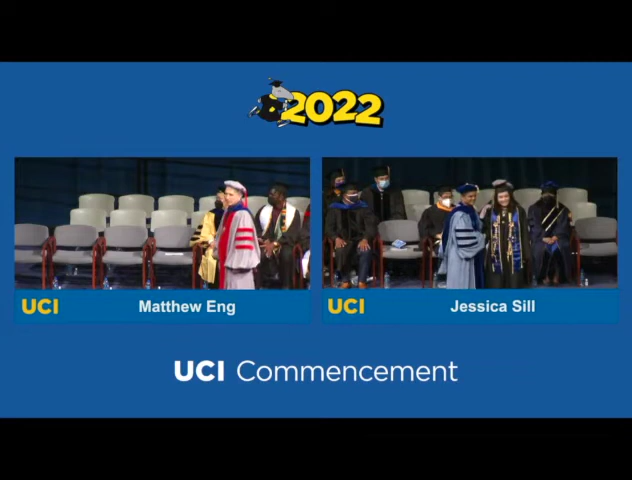 2022
UCI Matthew Eng
UCI Jessica Sill
UCI Commencement